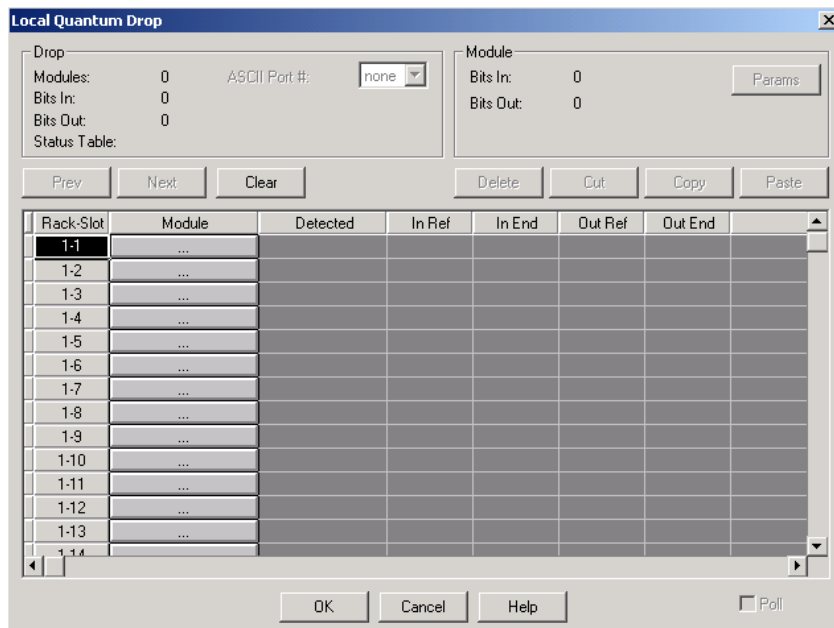 Local Quantum Drop
Drop
Modules: 0 ASCII Port #: none
Bits In: 0
Bits Out: 0
Status Table:
Module
Bits In: 0 Params
Bits Out: 0
Prev Next Clear Delete Cut Copy Paste
Rack-Slot Module Detected In Ref In End Out Ref Out End
1-1 ...
1-2 ...
1-3 ...
1-4 ...
1-5 ...
1-6 ...
1-7 ...
1-8 ...
1-9 ...
1-10 ...
1-11 ...
1-12 ...
1-13 ...
1-14
OK Cancel Help Poll